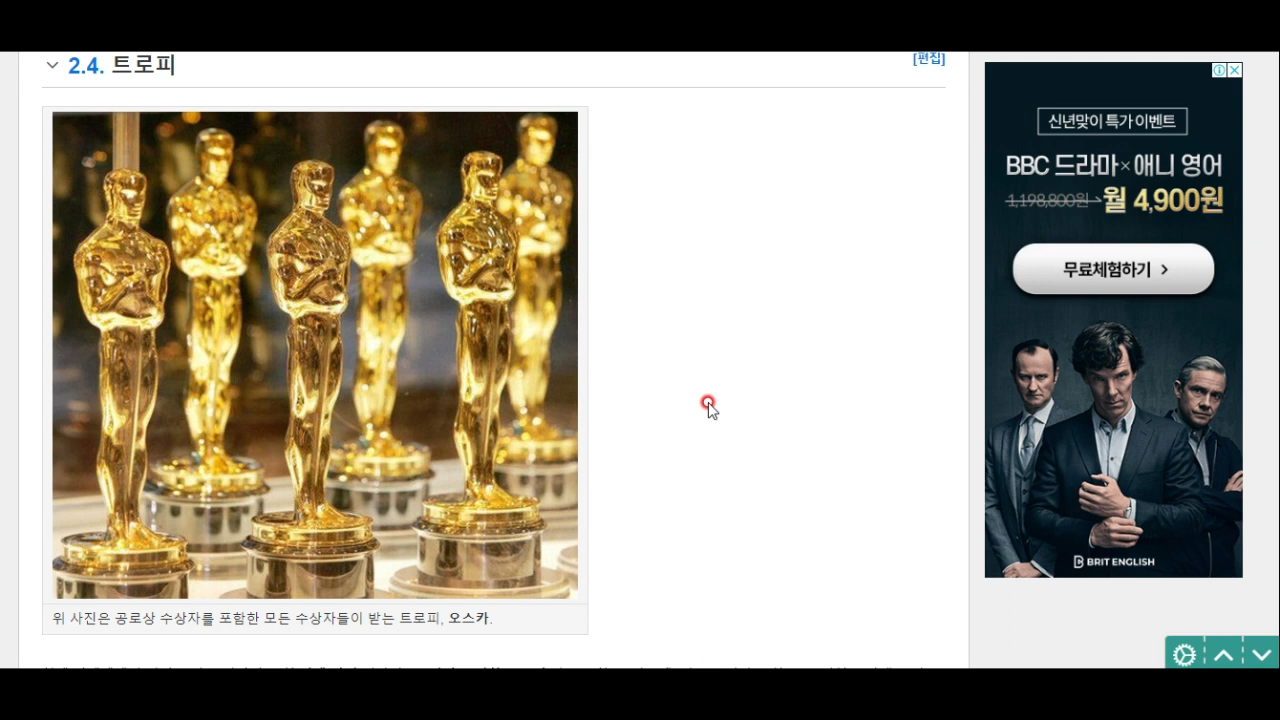 2.4. 트로피
[편집]
위 사진은 공로상 수상자를 포함한 모든 수상자들이 받는 트로피, 오스카.
신년맞이 특가 이벤트
BBC 드라마×애니 영어
1,198,800원→월 4,900원
무료체험하기 >
BRIT ENGLISH